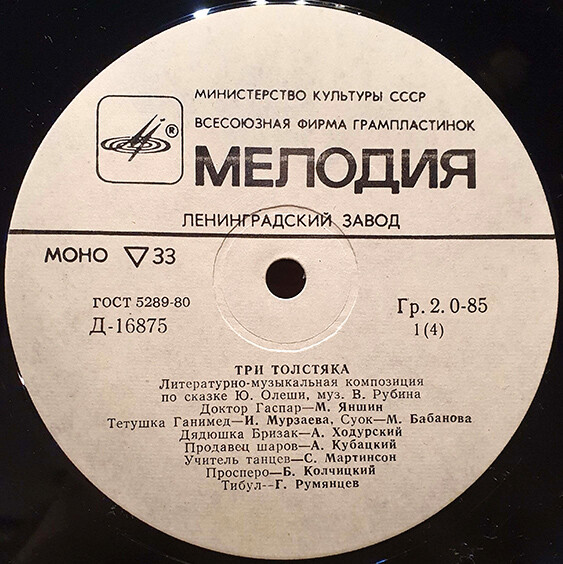 МИНИСТЕРСТВО КУЛЬТУРЫ СССР
ВСЕСОЮЗНАЯ ФИРМА ГРАМПЛАСТИНОК
®
МЕЛОДИЯ
ЛЕНИНГРАДСКИЙ ЗАВОД
МОНО ▽33
ГОСТ 5289-80
Д-16875
Гр. 2. 0-85
1(4)
ТРИ ТОЛСТЯКА
Литературно-музыкальная композиция
по сказке Ю. Олеши, муз. В. Рубина
Доктор Гаспар—М. Яншин
Тетушка Ганимед—И. Мурзаева, Суок—М. Бабанова
Дядюшка Бризак—А. Ходурский
Продавец шаров—А. Кубацкий
Учитель танцев—С. Мартинсон
Просперо—Б. Колчицкий
Тибул--Г. Румянцев